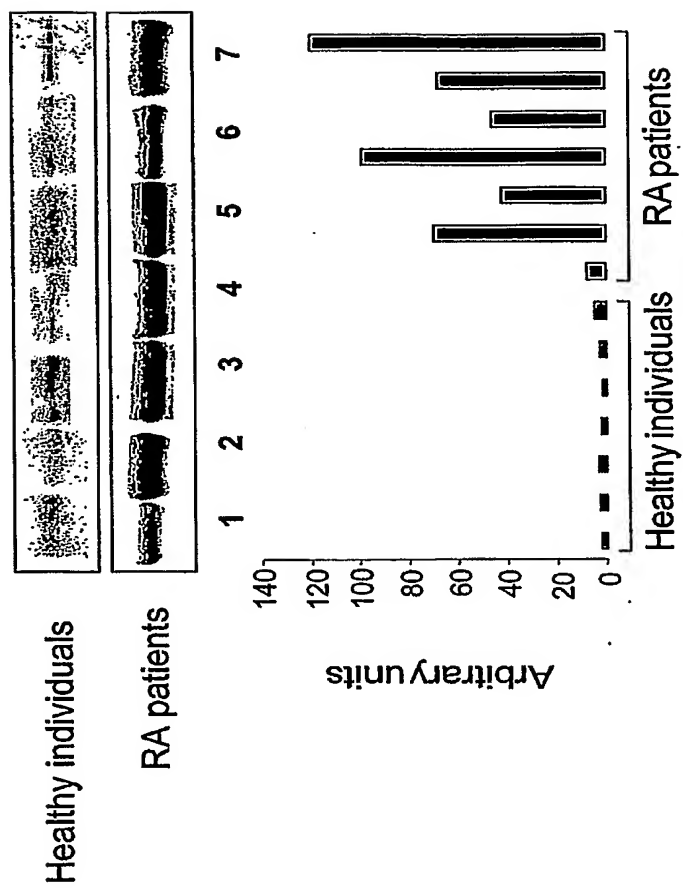 Healthy individuals
RA patients
1 2 3 4 5 6 7
Arbitrary units
140
120
100
80
60
40
20
0
Healthy individuals RA patients